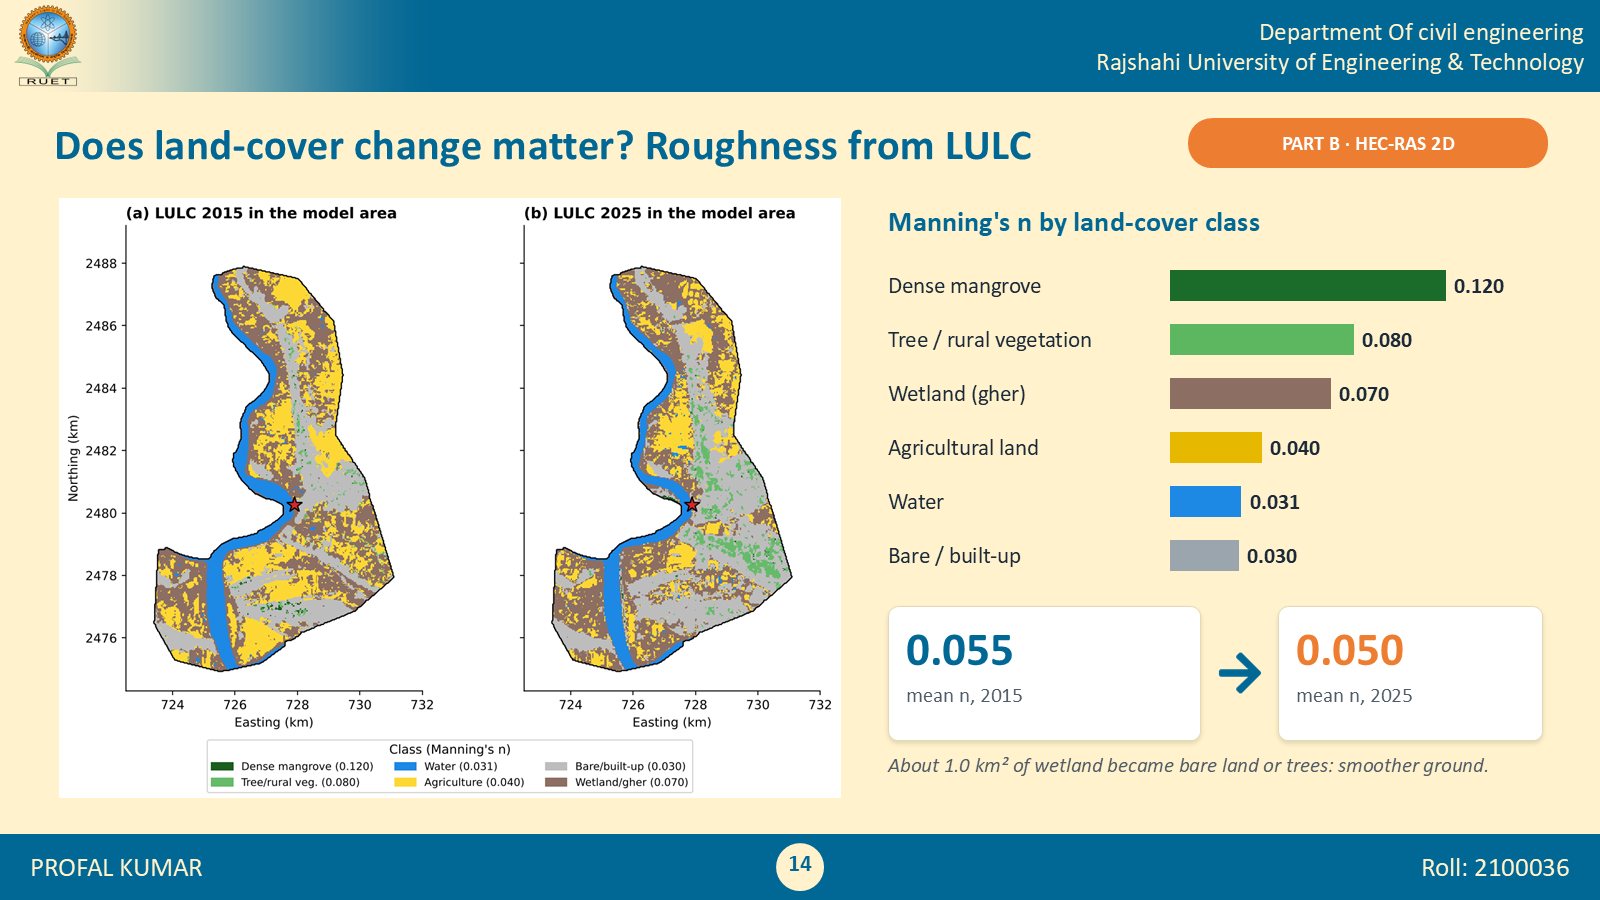 RUET
Department Of civil engineering
Rajshahi University of Engineering & Technology
Does land-cover change matter? Roughness from LULC
PART B · HEC-RAS 2D
(a) LULC 2015 in the model area
(b) LULC 2025 in the model area
2488
2486
2484
2482
2480
2478
2476
Northing (km)
724 726 728 730 732
Easting (km)
724 726 728 730 732
Easting (km)
Class (Manning's n)
Dense mangrove (0.120)
Water (0.031)
Bare/built-up (0.030)
Tree/rural veg. (0.080)
Agriculture (0.040)
Wetland/gher (0.070)
Manning's n by land-cover class
Dense mangrove 0.120
Tree / rural vegetation 0.080
Wetland (gher) 0.070
Agricultural land 0.040
Water 0.031
Bare / built-up 0.030
0.055
mean n, 2015
0.050
mean n, 2025
About 1.0 km² of wetland became bare land or trees: smoother ground.
PROFAL KUMAR
14
Roll: 2100036